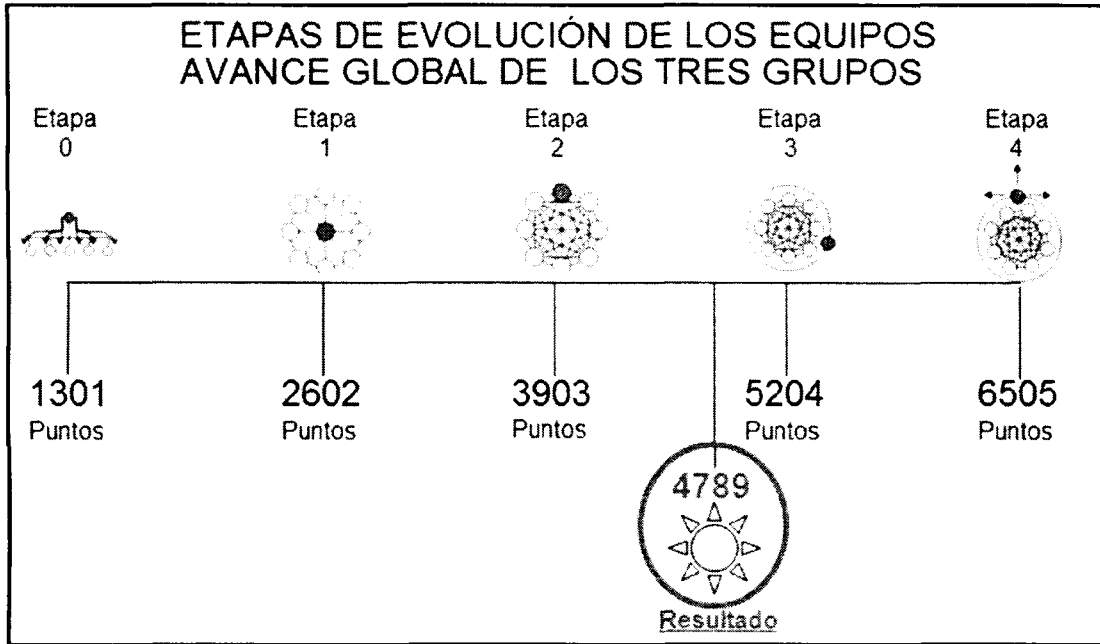 ETAPAS DE EVOLUCIÓN DE LOS EQUIPOS
AVANCE GLOBAL DE LOS TRES GRUPOS
Etapa
0
Etapa
1
Etapa
2
Etapa
3
Etapa
4
1301
Puntos
2602
Puntos
3903
Puntos
5204
Puntos
6505
Puntos
4789
Resultado